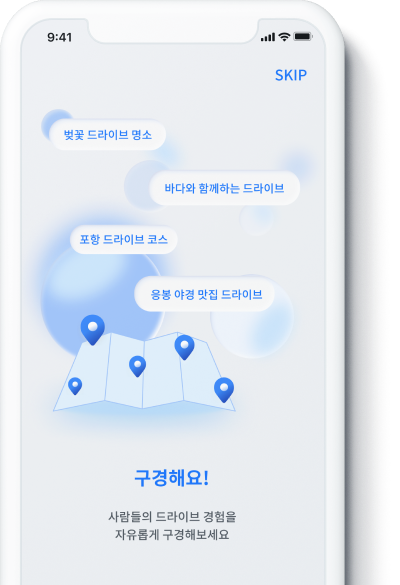 9:41
SKIP
벚꽃 드라이브 명소
바다와 함께하는 드라이브
포항 드라이브 코스
응봉 야경 맛집 드라이브
구경해요!
사람들의 드라이브 경험을
자유롭게 구경해보세요